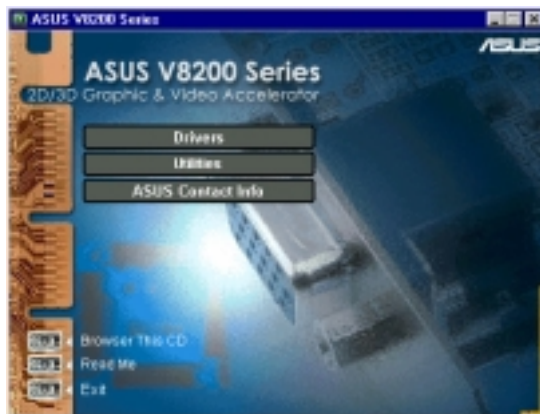 ASUS V8200 Series
ASUS
ASUS V8200 Series
2D/3D Graphic & Video Accelerator
Drivers
Utilities
ASUS Contact Info
Browser This CD
Read Me
Exit